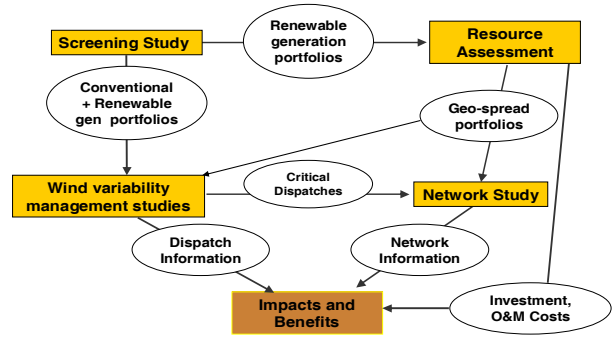 Screening Study
Renewable
generation
portfolios
Resource
Assessment
Conventional
+ Renewable
gen portfolios
Geo-spread
portfolios
Wind variability
management studies
Critical
Dispatches
Network Study
Dispatch
Information
Network
Information
Impacts and
Benefits
Investment,
O&M Costs